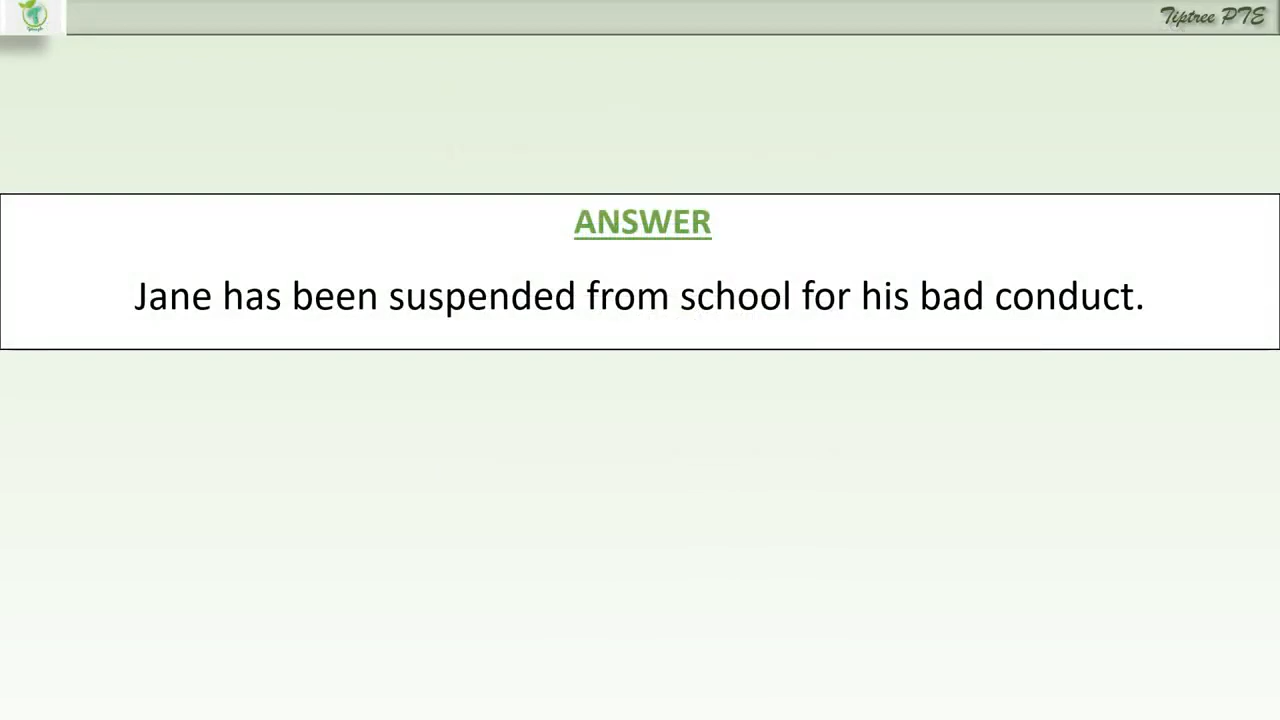 Tiptree PTE
ANSWER
Jane has been suspended from school for his bad conduct.